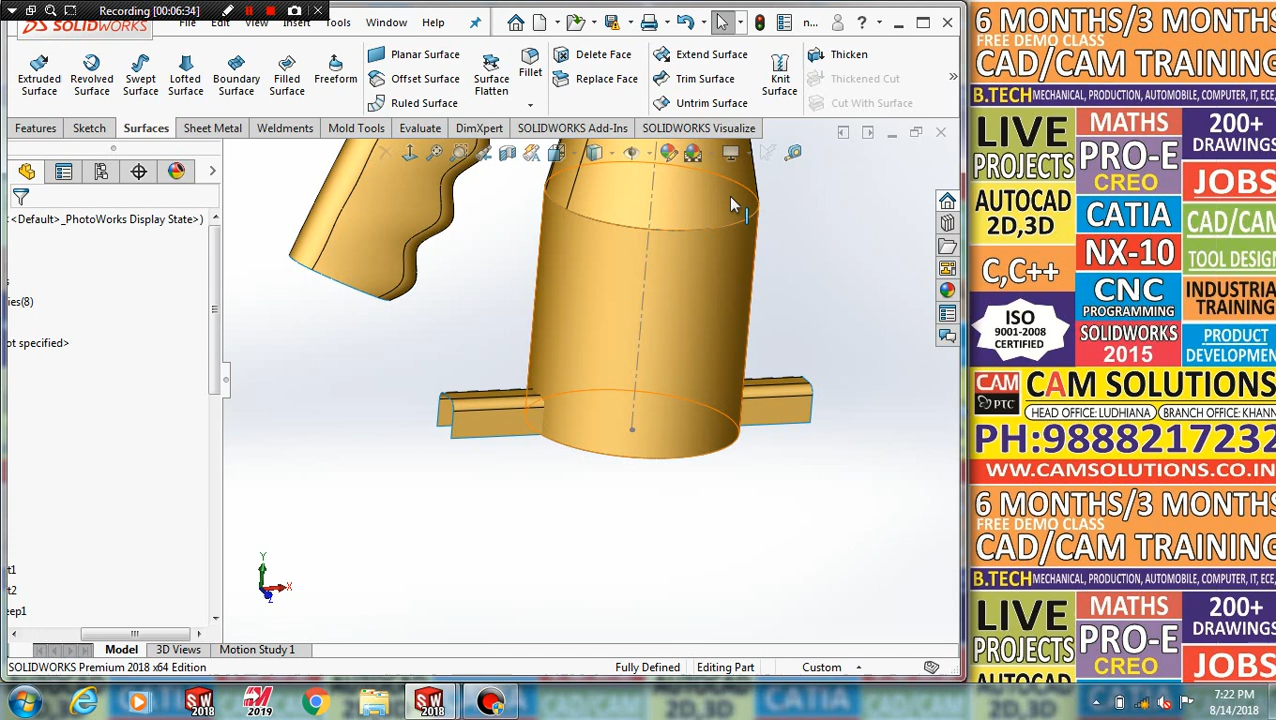 Recording [00:06:34]
SOLIDWORKS
File
Edit
View
Insert
Tools
Window
Help
n...
Extruded
Surface
Revolved
Surface
Swept
Surface
Lofted
Surface
Boundary
Surface
Filled
Surface
Freeform
Planar Surface
Offset Surface
Ruled Surface
Surface
Flatten
Fillet
Delete Face
Replace Face
Extend Surface
Trim Surface
Untrim Surface
Knit
Surface
Thicken
Thickened Cut
Cut With Surface
Features
Sketch
Surfaces
Sheet Metal
Weldments
Mold Tools
Evaluate
DimXpert
SOLIDWORKS Add-Ins
SOLIDWORKS Visualize
<Default>_PhotoWorks Display State>)
s
ies(8)
ot specified>
t1
t2
eep1
Y
X
Z
Model
3D Views
Motion Study 1
SOLIDWORKS Premium 2018 x64 Edition
Fully Defined
Editing Part
Custom
SW
2018
2019
SW
2018
7:22 PM
8/14/2018
6 MONTHS/3 MONTHS
FREE DEMO CLASS
CAD/CAM TRAINING
B.TECH MECHANICAL, PRODUCTION, AUTOMOBILE, COMPUTER, IT, ECE,
LIVE
PROJECTS
MATHS
PRO-E
CREO
200+
DRAWINGS
JOBS
AUTOCAD
2D,3D
CATIA
CAD/CAM
C,C++
NX-10
TOOL DESIGN
ISO
9001-2008
CERTIFIED
CNC
PROGRAMMING
INDUSTRIA
TRAINING
SOLIDWORKS
2015
PRODUCT
DEVELOPMEN
CAM
PTC
CAM SOLUTIONS
HEAD OFFICE: LUDHIANA
BRANCH OFFICE: KHANN
PH:9888217232
WW.CAMSOLUTIONS.CO.IN
6 MONTHS/3 MONTHS
FREE DEMO CLASS
CAD/CAM TRAINING
B.TECH MECHANICAL, PRODUCTION, AUTOMOBILE, COMPUTER, IT, ECE,
LIVE
PROJECTS
MATHS
PRO-E
CREO
200+
DRAWINGS
JOBS